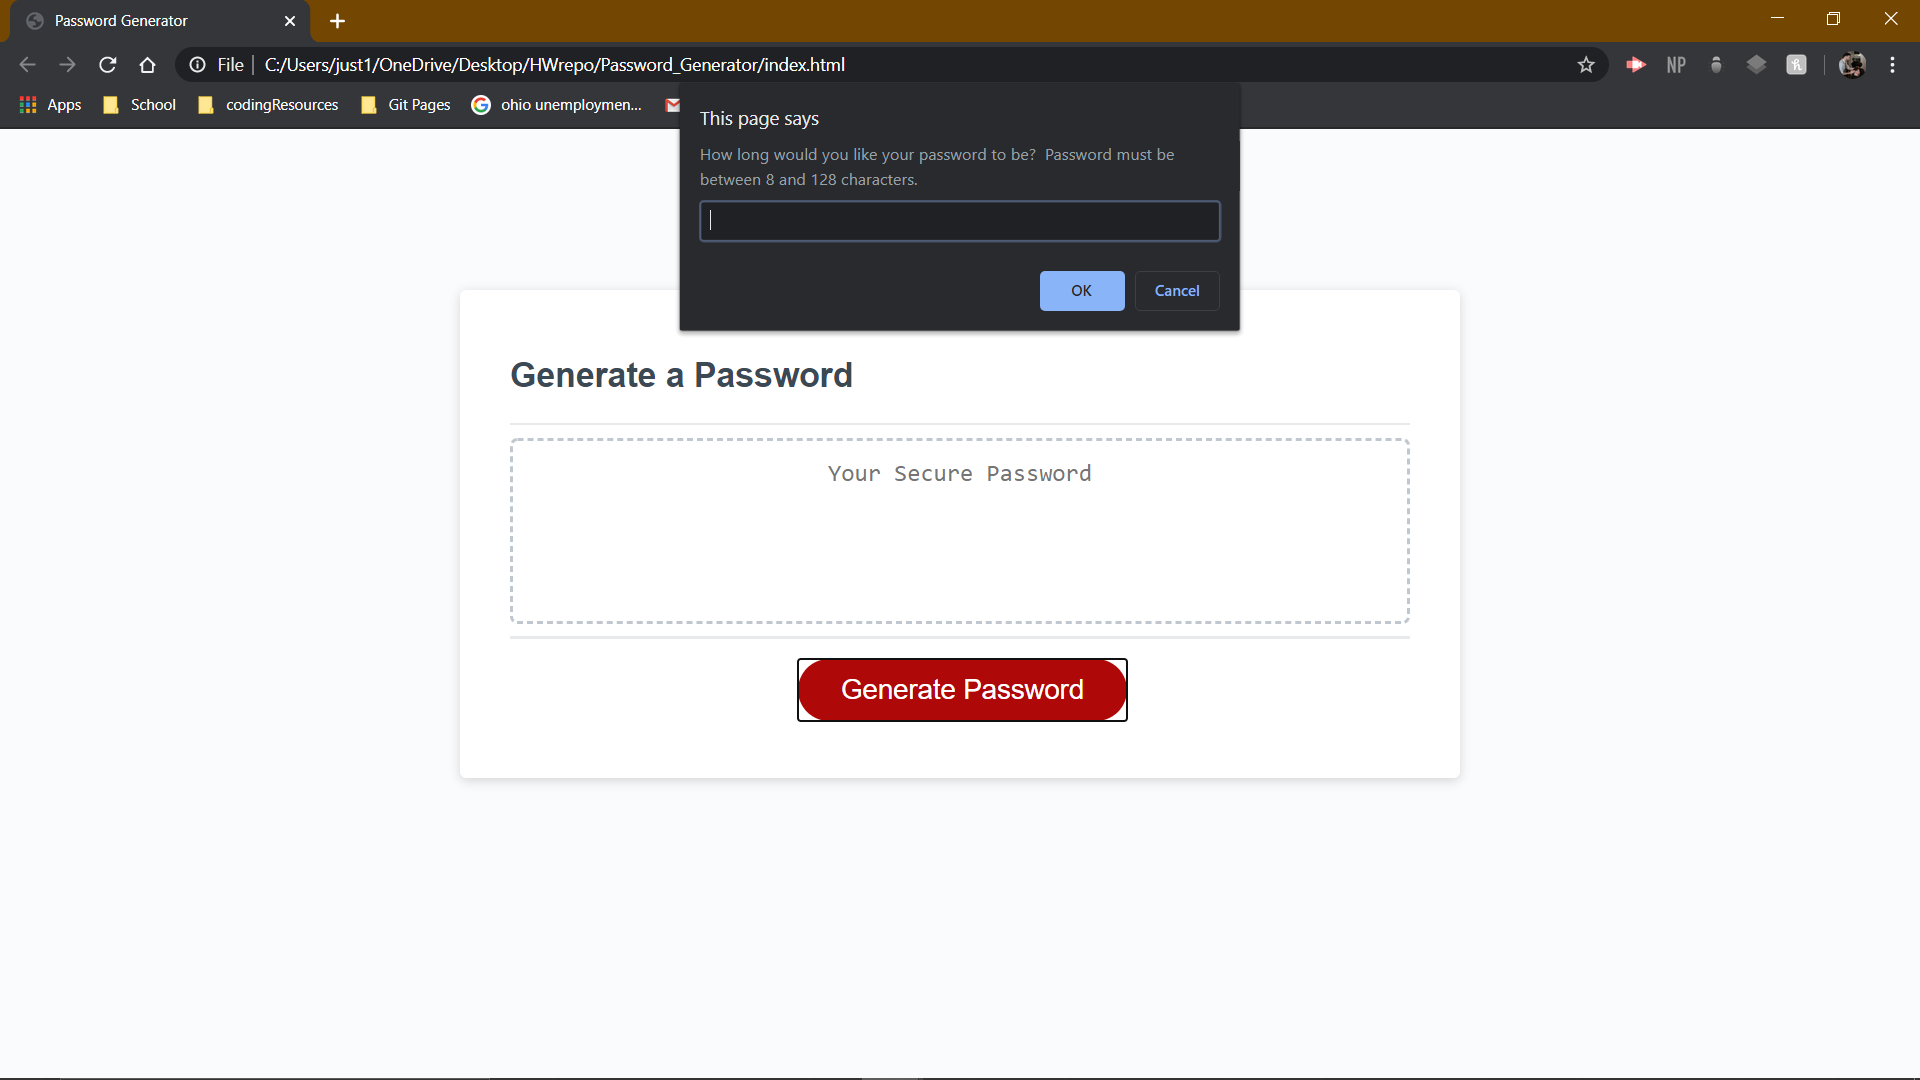 Password Generator
File
C:/Users/just1/OneDrive/Desktop/HWrepo/Password_Generator/index.html
NP
Apps
School
codingResources
Git Pages
ohio unemploymen...
This page says
How long would you like your password to be?  Password must be
between 8 and 128 characters.
OK
Cancel
Generate a Password
Your Secure Password
Generate Password